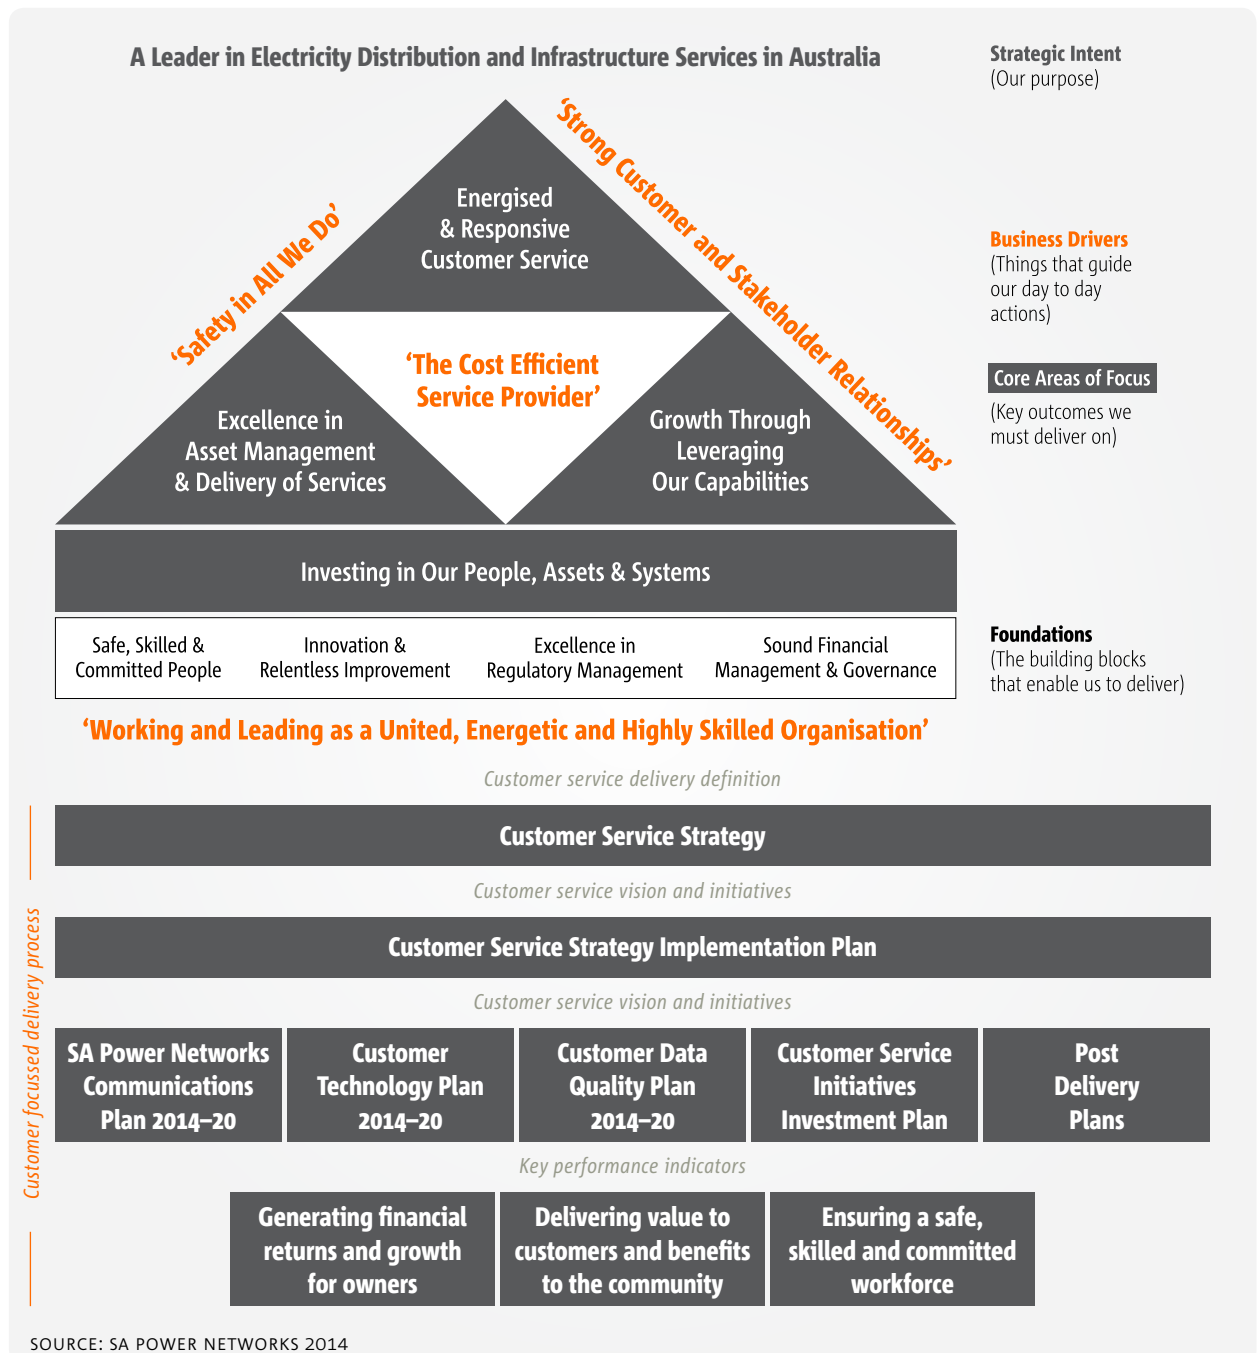 A Leader in Electricity Distribution and Infrastructure Services in Australia
Strategic Intent
(Our purpose)
‘Strong Customer and Stakeholder Relationships’
‘Safety in All We Do’
Energised
& Responsive
Customer Service
Business Drivers
(Things that guide
our day to day
actions)
‘The Cost Efficient
Service Provider’
Core Areas of Focus
(Key outcomes we
must deliver on)
Excellence in
Asset Management
& Delivery of Services
Growth Through
Leveraging
Our Capabilities
Investing in Our People, Assets & Systems
Safe, Skilled &
Committed People
Innovation &
Relentless Improvement
Excellence in
Regulatory Management
Sound Financial
Management & Governance
Foundations
(The building blocks
that enable us to deliver)
‘Working and Leading as a United, Energetic and Highly Skilled Organisation’
Customer service delivery definition
Customer Service Strategy
Customer service vision and initiatives
Customer Service Strategy Implementation Plan
Customer service vision and initiatives
Customer focussed delivery process
SA Power Networks
Communications
Plan 2014–20
Customer
Technology Plan
2014–20
Customer Data
Quality Plan
2014–20
Customer Service
Initiatives
Investment Plan
Post
Delivery
Plans
Key performance indicators
Generating financial
returns and growth
for owners
Delivering value to
customers and benefits
to the community
Ensuring a safe,
skilled and committed
workforce
SOURCE: SA POWER NETWORKS 2014